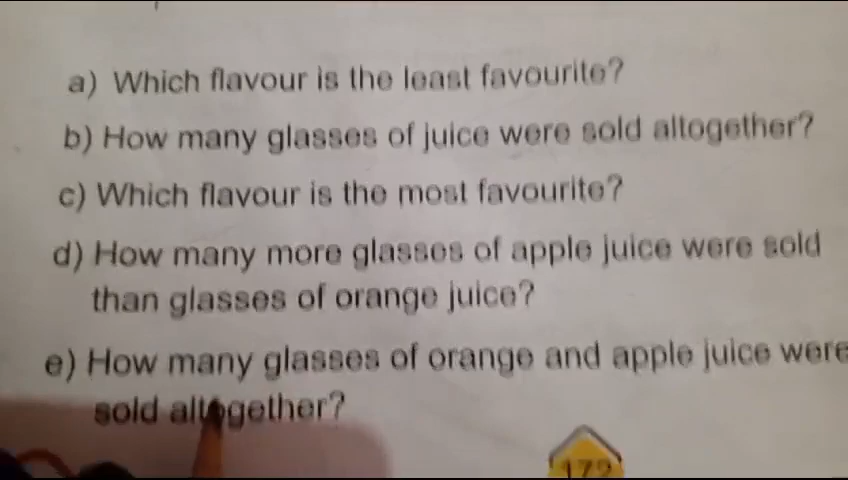 a) Which flavour is the least favourite?
b) How many glasses of juice were sold altogether?
c) Which flavour is the most favourite?
d) How many more glasses of apple juice were sold
than glasses of orange juice?
e) How many glasses of orange and apple juice were
sold altogether?
172